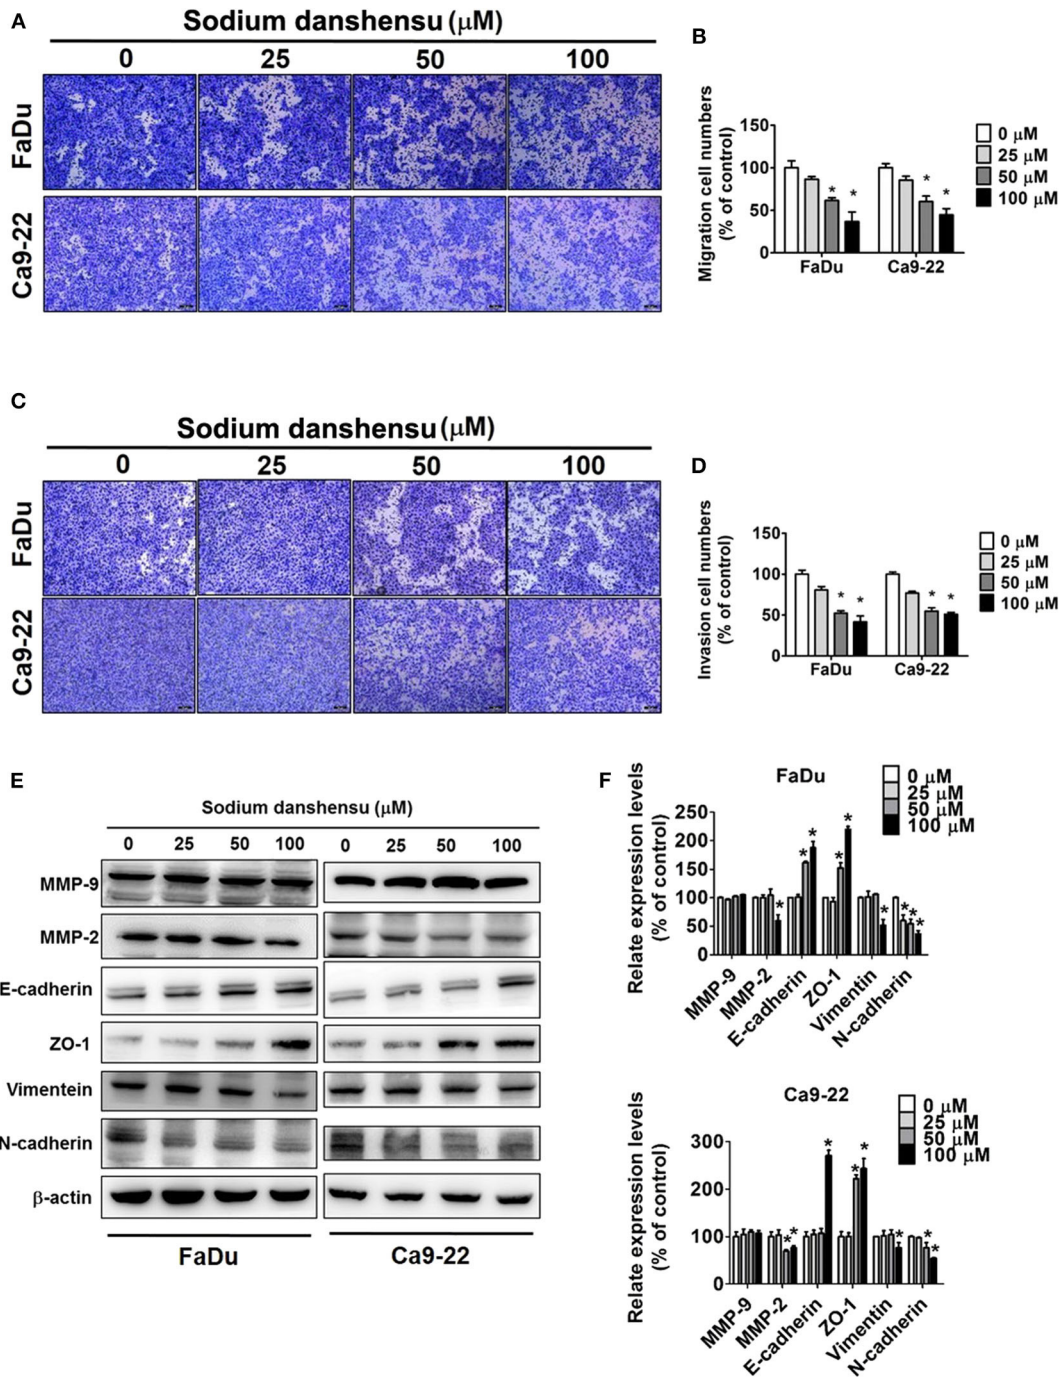 A
Sodium danshensu (μM)
0 25 50 100
FaDu
Ca9-22
B
Migration cell numbers
(% of control)
150
100
50
0
* * * *
FaDu Ca9-22
0 μM
25 μM
50 μM
100 μM
C
Sodium danshensu (μM)
0 25 50 100
FaDu
Ca9-22
D
Invasion cell numbers
(% of control)
150
100
50
0
* * * *
FaDu Ca9-22
0 μM
25 μM
50 μM
100 μM
E
Sodium danshensu (μM)
0 25 50 100 0 25 50 100
MMP-9
MMP-2
E-cadherin
ZO-1
Vimentein
N-cadherin
β-actin
FaDu Ca9-22
F
FaDu
0 μM
25 μM
50 μM
100 μM
Relate expression levels
(% of control)
250
200
150
100
50
0
* * * * * * * * *
MMP-9 MMP-2 E-cadherin ZO-1 Vimentin N-cadherin
Ca9-22
0 μM
25 μM
50 μM
100 μM
Relate expression levels
(% of control)
300
200
100
0
* * * * * * * *
MMP-9 MMP-2 E-cadherin ZO-1 Vimentin N-cadherin